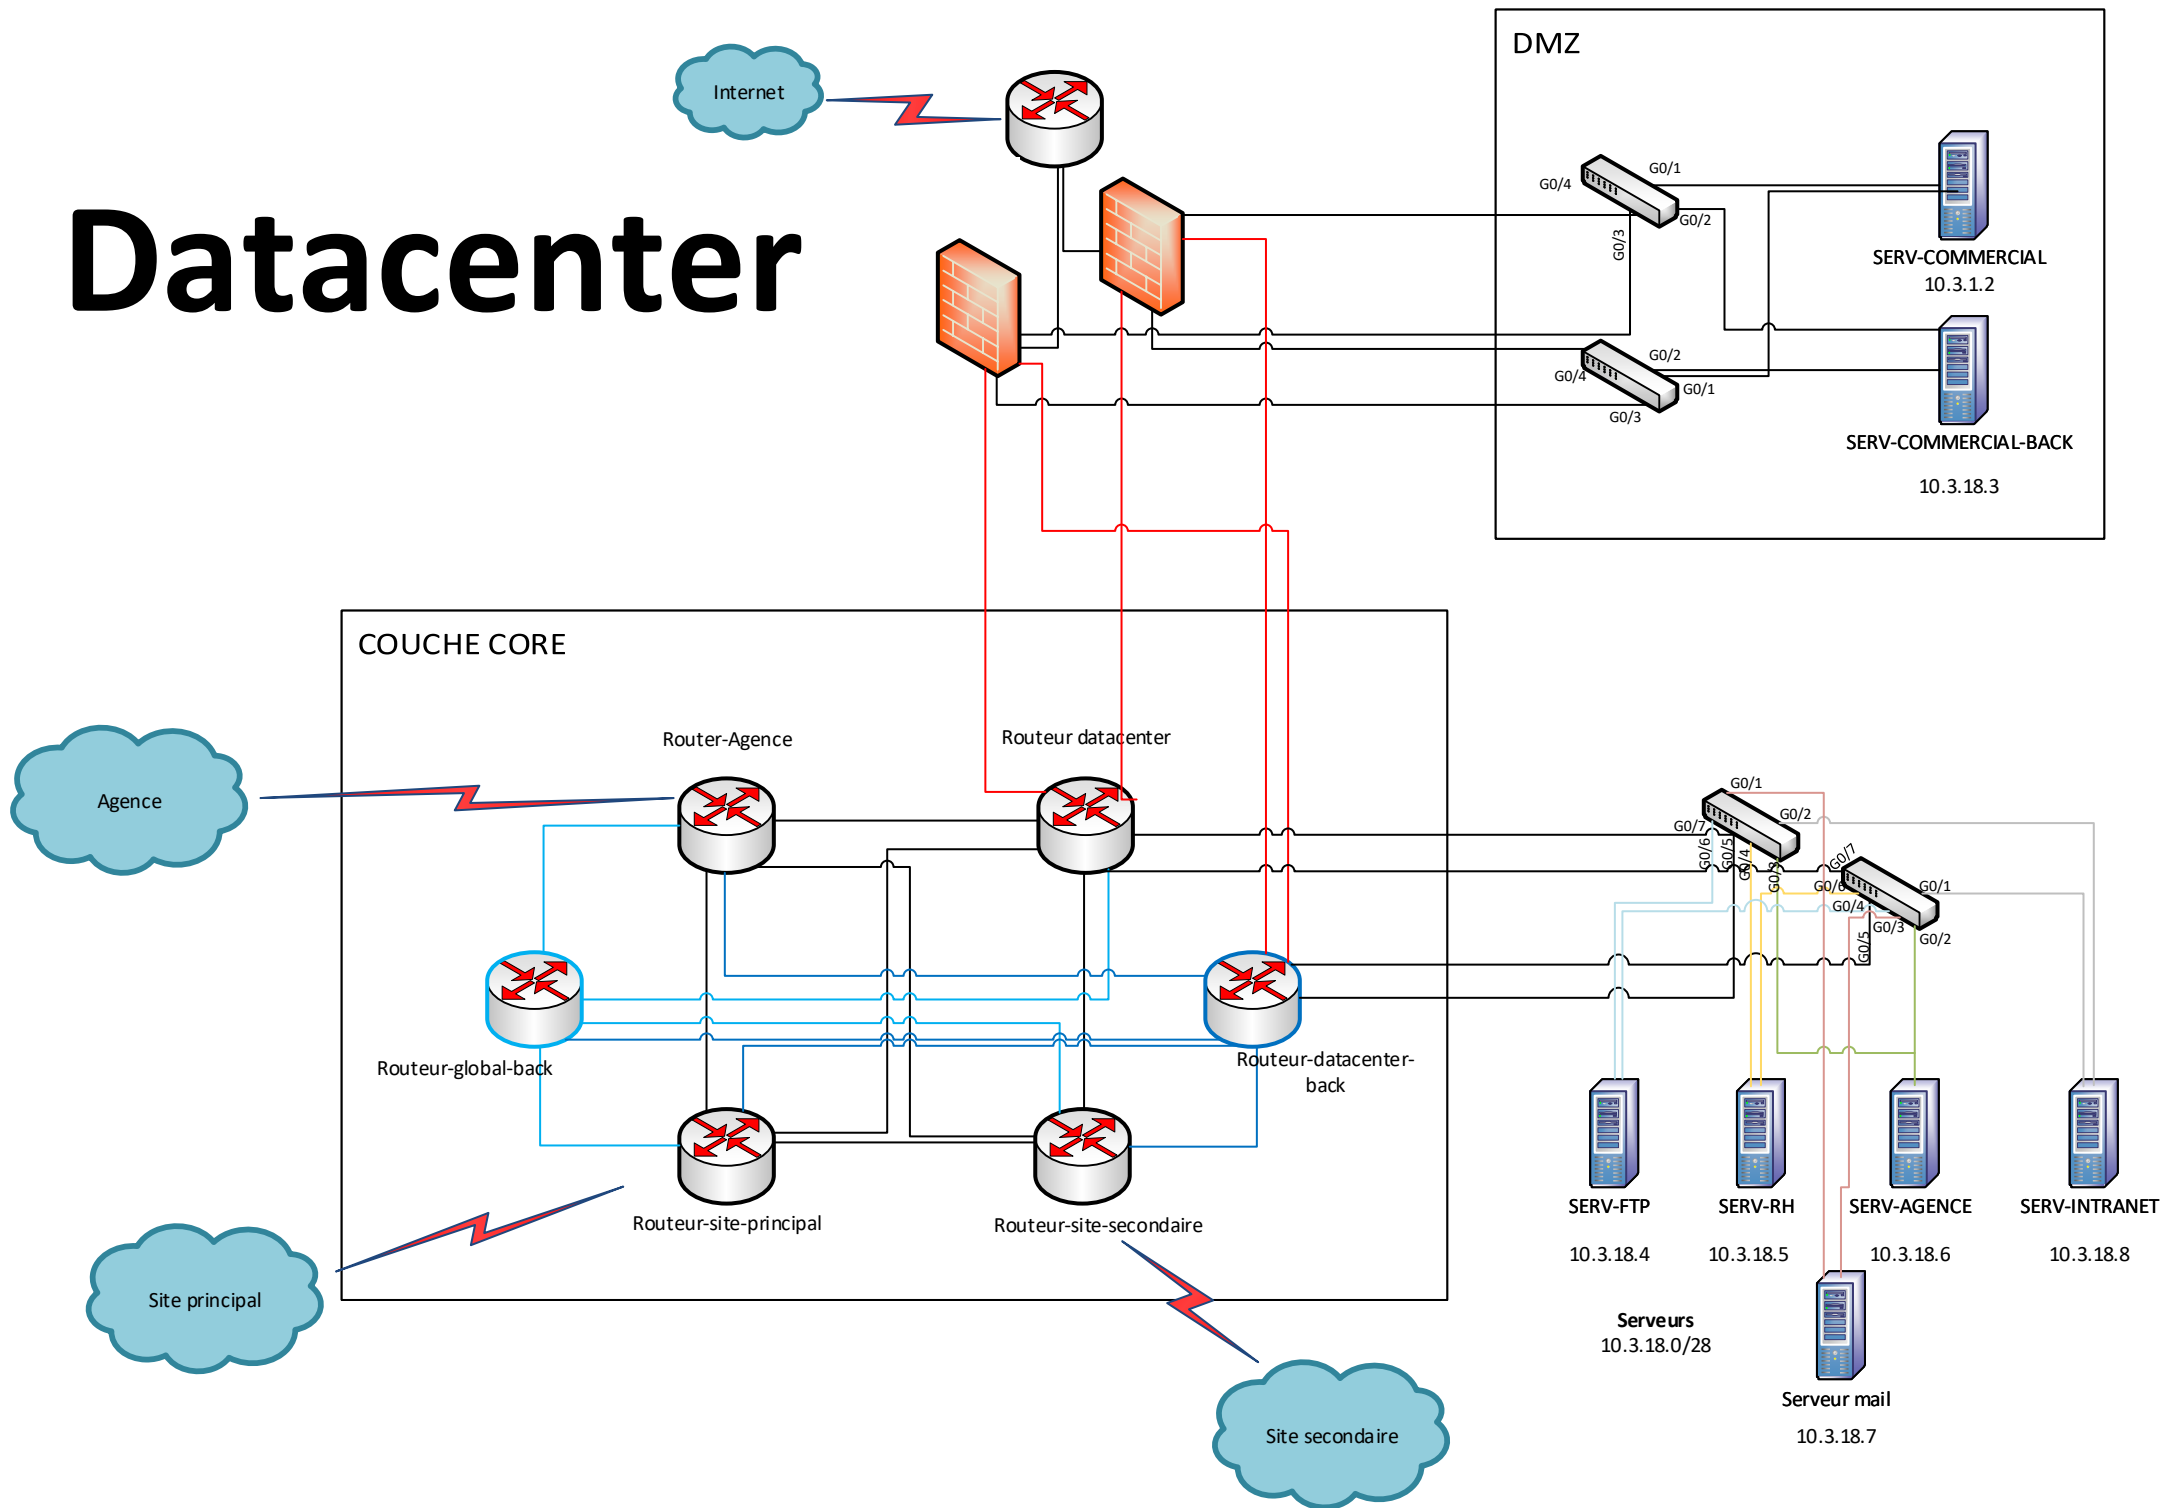 DMZ
Internet
Datacenter
G0/1
G0/4
G0/2
G0/3
SERV-COMMERCIAL
10.3.1.2
G0/2
G0/4
G0/1
G0/3
SERV-COMMERCIAL-BACK
10.3.18.3
COUCHE CORE
Router-Agence
Routeur datacenter
Agence
G0/1
G0/2
G0/7
G0/6
G0/5
G0/4
G0/3
G0/7
G0/6
G0/1
G0/4
G0/3
G0/2
G0/5
Routeur-global-back
Routeur-datacenter-
back
Routeur-site-principal
Routeur-site-secondaire
SERV-FTP
SERV-RH
SERV-AGENCE
SERV-INTRANET
10.3.18.4
10.3.18.5
10.3.18.6
10.3.18.8
Site principal
Serveurs
10.3.18.0/28
Serveur mail
10.3.18.7
Site secondaire